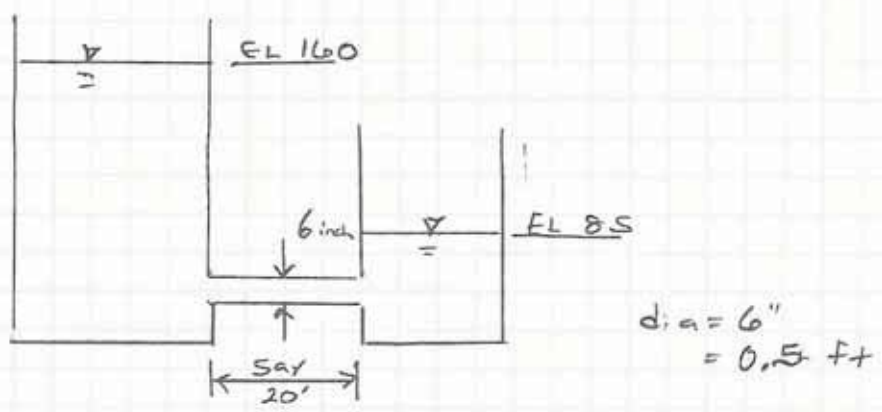 EL 160
6 inch
EL 85
Say
20'
dia = 6"
= 0.5 ft